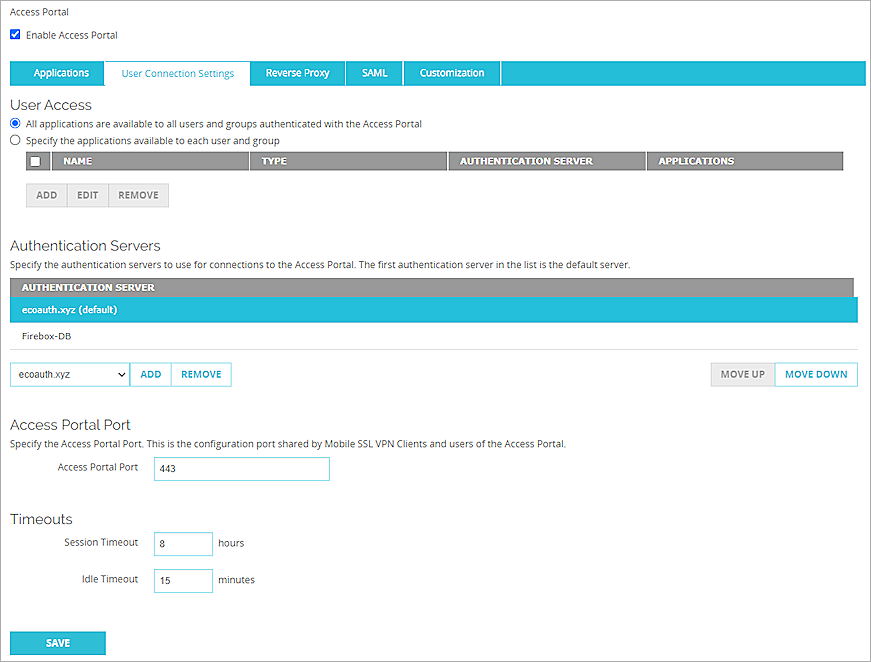 Access Portal
Enable Access Portal
Applications User Connection Settings Reverse Proxy SAML Customization
User Access
All applications are available to all users and groups authenticated with the Access Portal
Specify the applications available to each user and group
NAME TYPE AUTHENTICATION SERVER APPLICATIONS
ADD EDIT REMOVE
Authentication Servers
Specify the authentication servers to use for connections to the Access Portal. The first authentication server in the list is the default server.
AUTHENTICATION SERVER
ecoauth.xyz (default)
Firebox-DB
ecoauth.xyz ADD REMOVE MOVE UP MOVE DOWN
Access Portal Port
Specify the Access Portal Port. This is the configuration port shared by Mobile SSL VPN Clients and users of the Access Portal.
Access Portal Port 443
Timeouts
Session Timeout 8 hours
Idle Timeout 15 minutes
SAVE